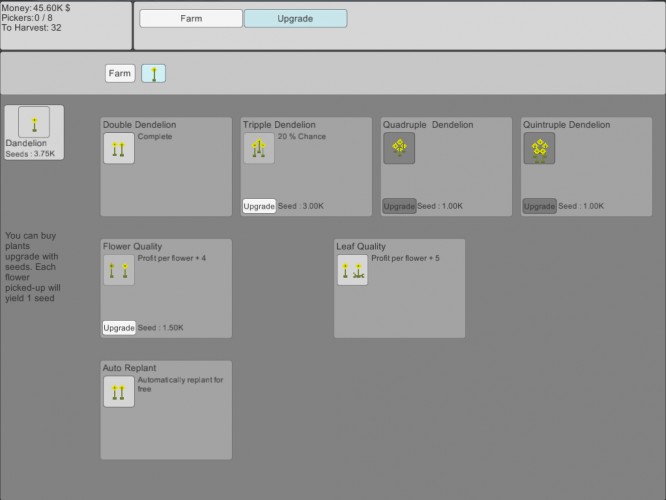 Money: 45.60K $
Pickers:0 / 8
To Harvest: 32
Farm
Upgrade
Farm
Dandelion
Seeds : 3.75K
Double Dendelion
Complete
Tripple Dendelion
20 % Chance
Upgrade Seed : 3.00K
Quadruple Dendelion
Upgrade Seed : 1.00K
Quintruple Dendelion
Upgrade Seed : 1.00K
You can buy
plants
upgrade with
seeds. Each
flower
picked-up will
yield 1 seed
Flower Quality
Profit per flower + 4
Upgrade Seed : 1.50K
Leaf Quality
Profit per flower + 5
Auto Replant
Automatically replant for
free